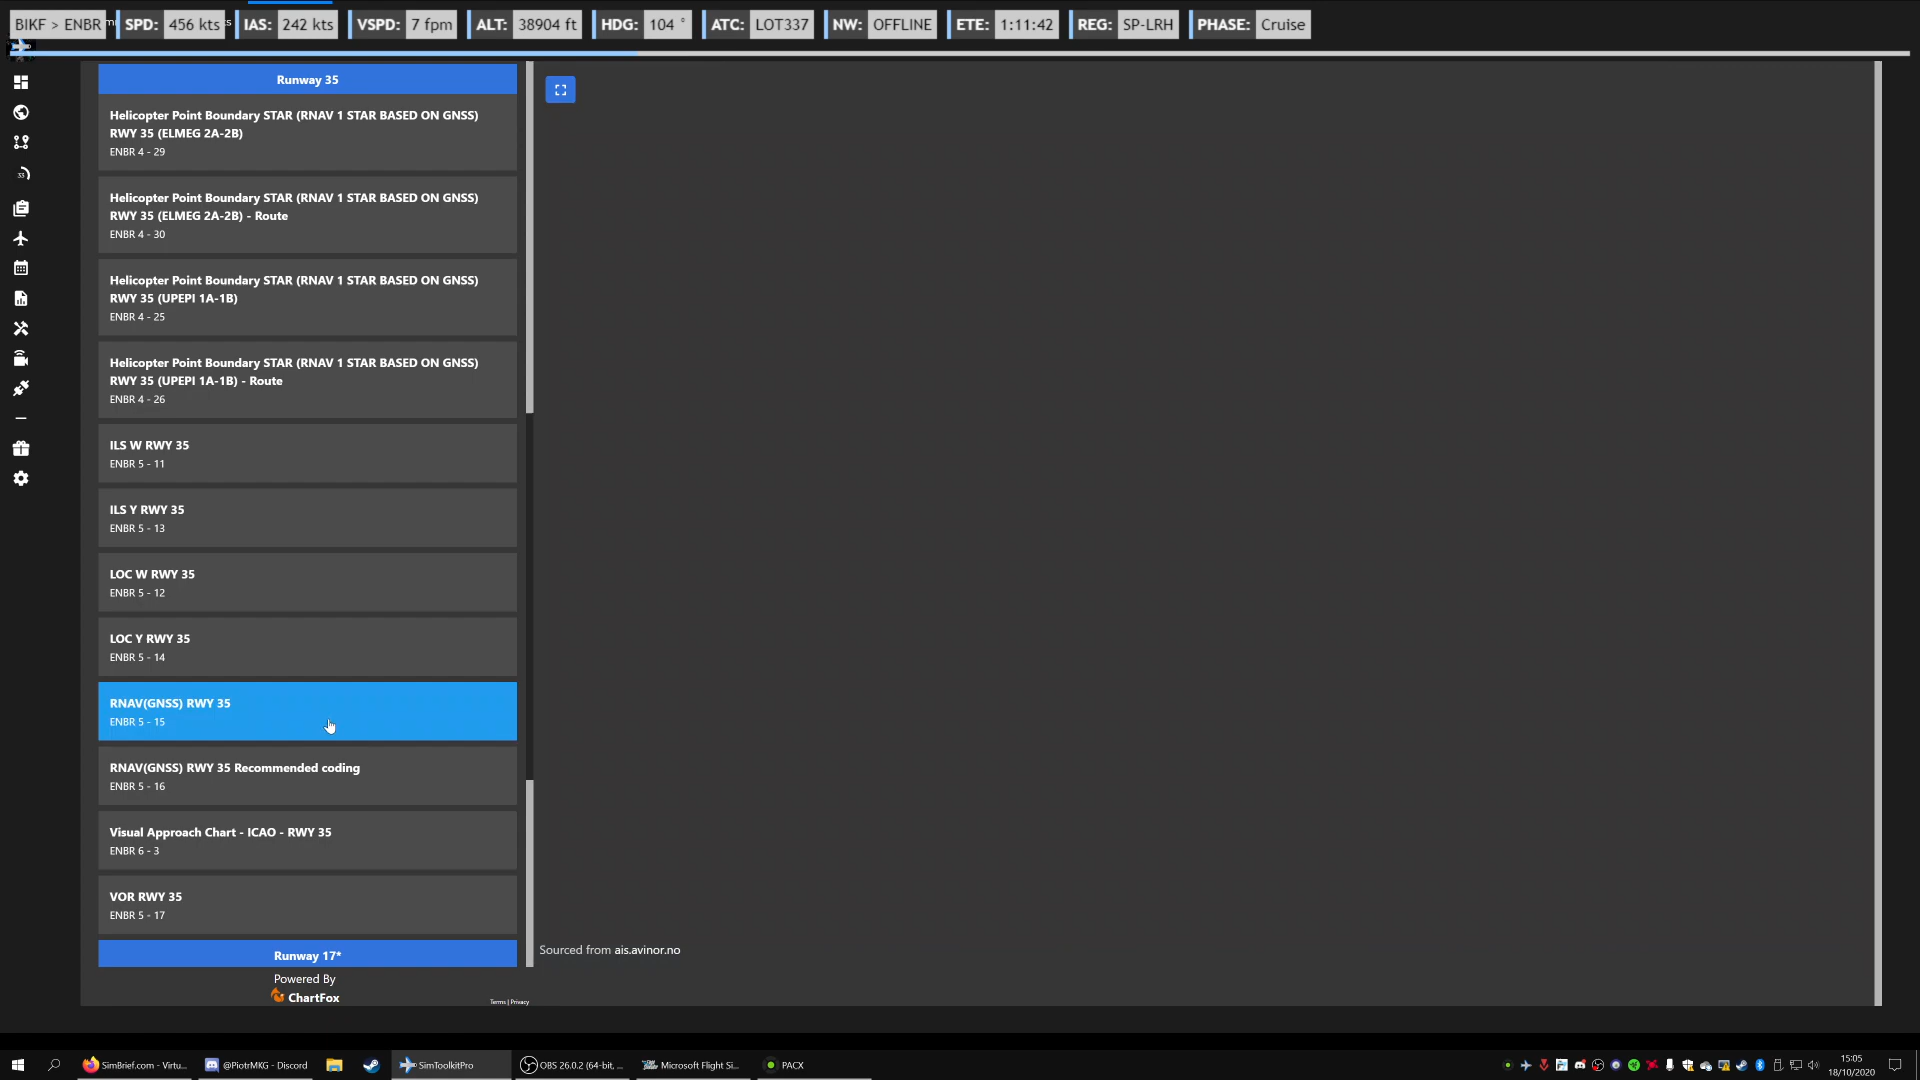 BIKF > ENBR
SPD: 456 kts
IAS: 242 kts
VSPD: 7 fpm
ALT: 38904 ft
HDG: 104 °
ATC: LOT337
NW: OFFLINE
ETE: 1:11:42
REG: SP-LRH
PHASE: Cruise
33
Runway 35
Helicopter Point Boundary STAR (RNAV 1 STAR BASED ON GNSS)
RWY 35 (ELMEG 2A-2B)
ENBR 4 - 29
Helicopter Point Boundary STAR (RNAV 1 STAR BASED ON GNSS)
RWY 35 (ELMEG 2A-2B) - Route
ENBR 4 - 30
Helicopter Point Boundary STAR (RNAV 1 STAR BASED ON GNSS)
RWY 35 (UPEPI 1A-1B)
ENBR 4 - 25
Helicopter Point Boundary STAR (RNAV 1 STAR BASED ON GNSS)
RWY 35 (UPEPI 1A-1B) - Route
ENBR 4 - 26
ILS W RWY 35
ENBR 5 - 11
ILS Y RWY 35
ENBR 5 - 13
LOC W RWY 35
ENBR 5 - 12
LOC Y RWY 35
ENBR 5 - 14
RNAV(GNSS) RWY 35
ENBR 5 - 15
RNAV(GNSS) RWY 35 Recommended coding
ENBR 5 - 16
Visual Approach Chart - ICAO - RWY 35
ENBR 6 - 3
VOR RWY 35
ENBR 5 - 17
Runway 17*
Powered By
ChartFox
Terms | Privacy
Sourced from ais.avinor.no
SimBrief.com - Virtu...
@PiotrMKG - Discord
SimToolkitPro
OBS 26.0.2 (64-bit, ...
Microsoft Flight Si...
PACX
15:05
18/10/2020